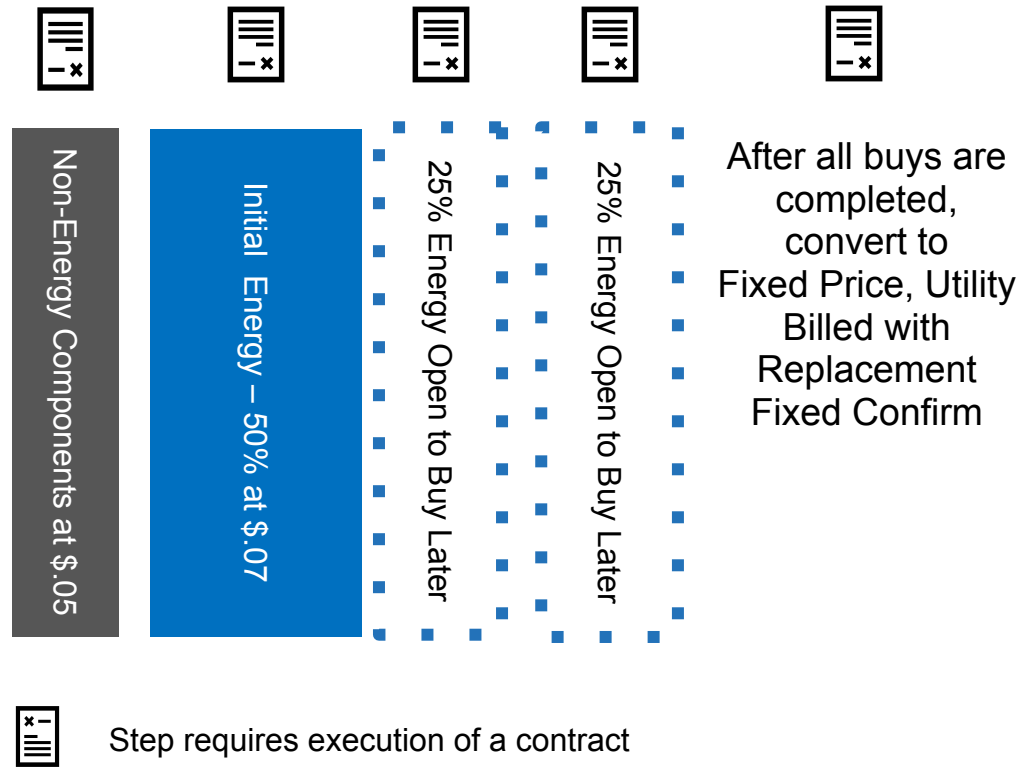 Non-Energy Components at $.05
Initial Energy – 50% at $.07
25% Energy Open to Buy Later
25% Energy Open to Buy Later
After all buys are
completed,
convert to
Fixed Price, Utility
Billed with
Replacement
Fixed Confirm
Step requires execution of a contract